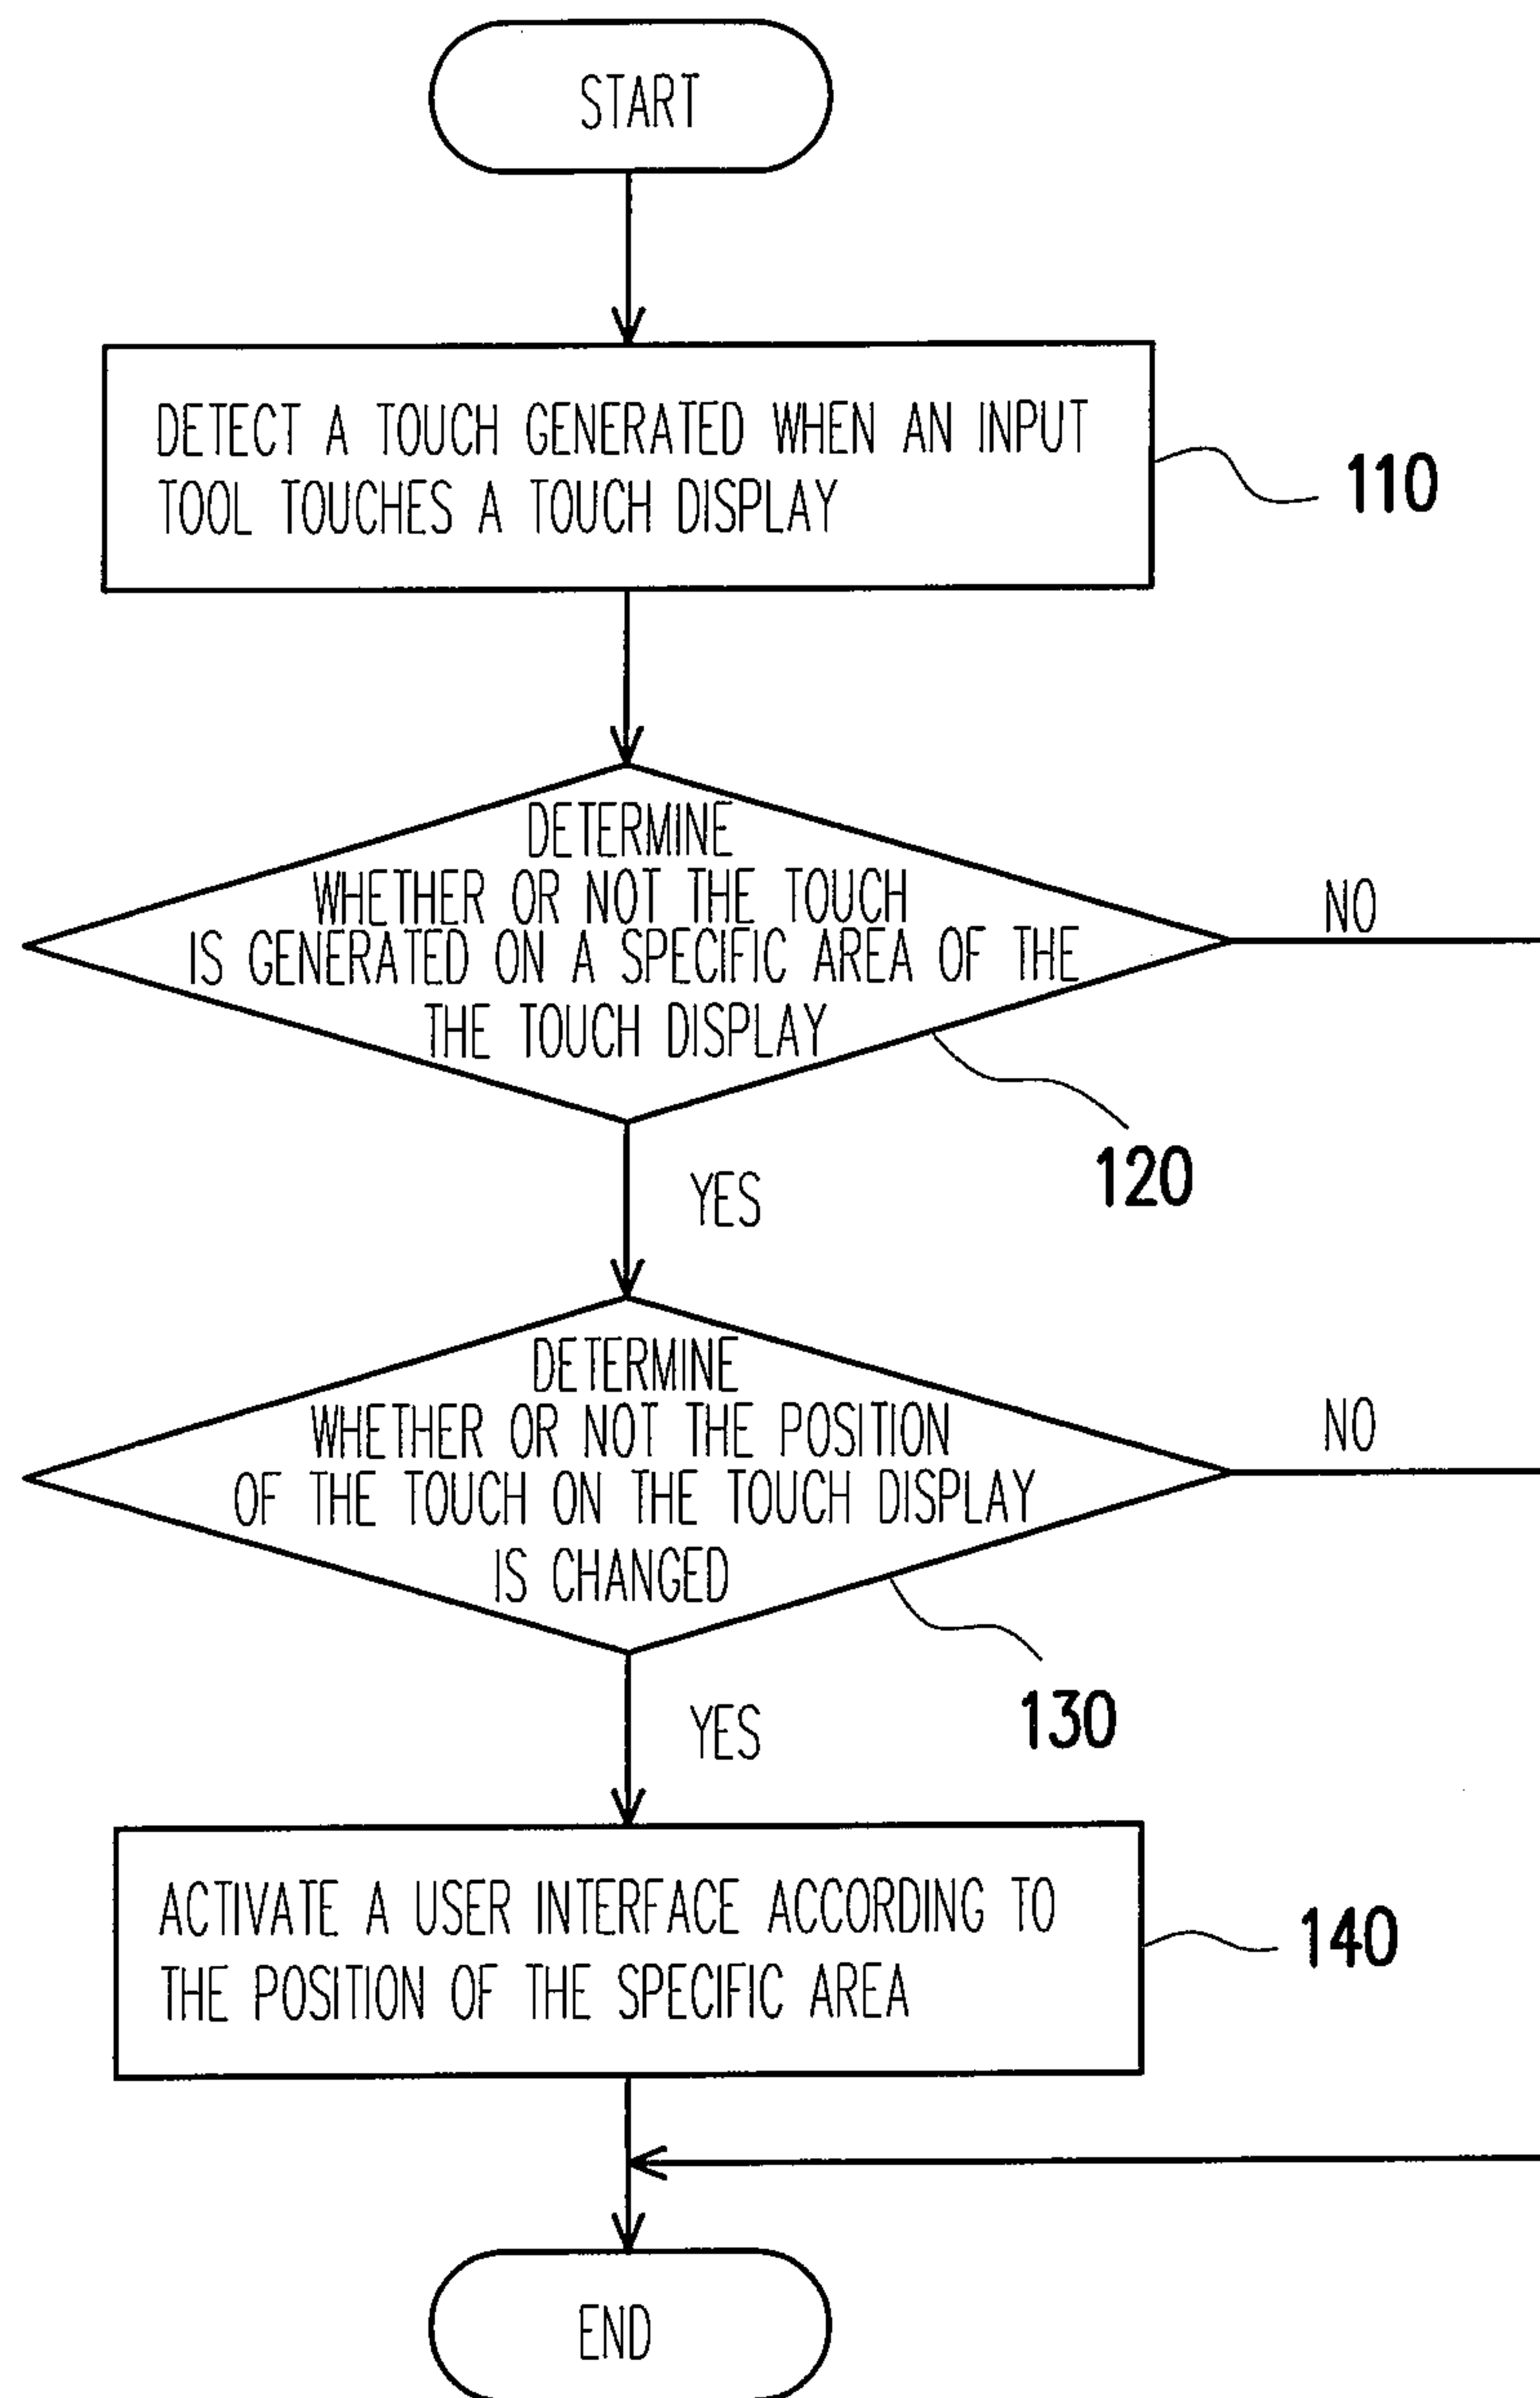 START
DETECT A TOUCH GENERATED WHEN AN INPUT
TOOL TOUCHES A TOUCH DISPLAY
110
DETERMINE
WHETHER OR NOT THE TOUCH
IS GENERATED ON A SPECIFIC AREA OF THE
THE TOUCH DISPLAY
NO
120
YES
DETERMINE
WHETHER OR NOT THE POSITION
OF THE TOUCH ON THE TOUCH DISPLAY
IS CHANGED
NO
130
YES
ACTIVATE A USER INTERFACE ACCORDING TO
THE POSITION OF THE SPECIFIC AREA
140
END